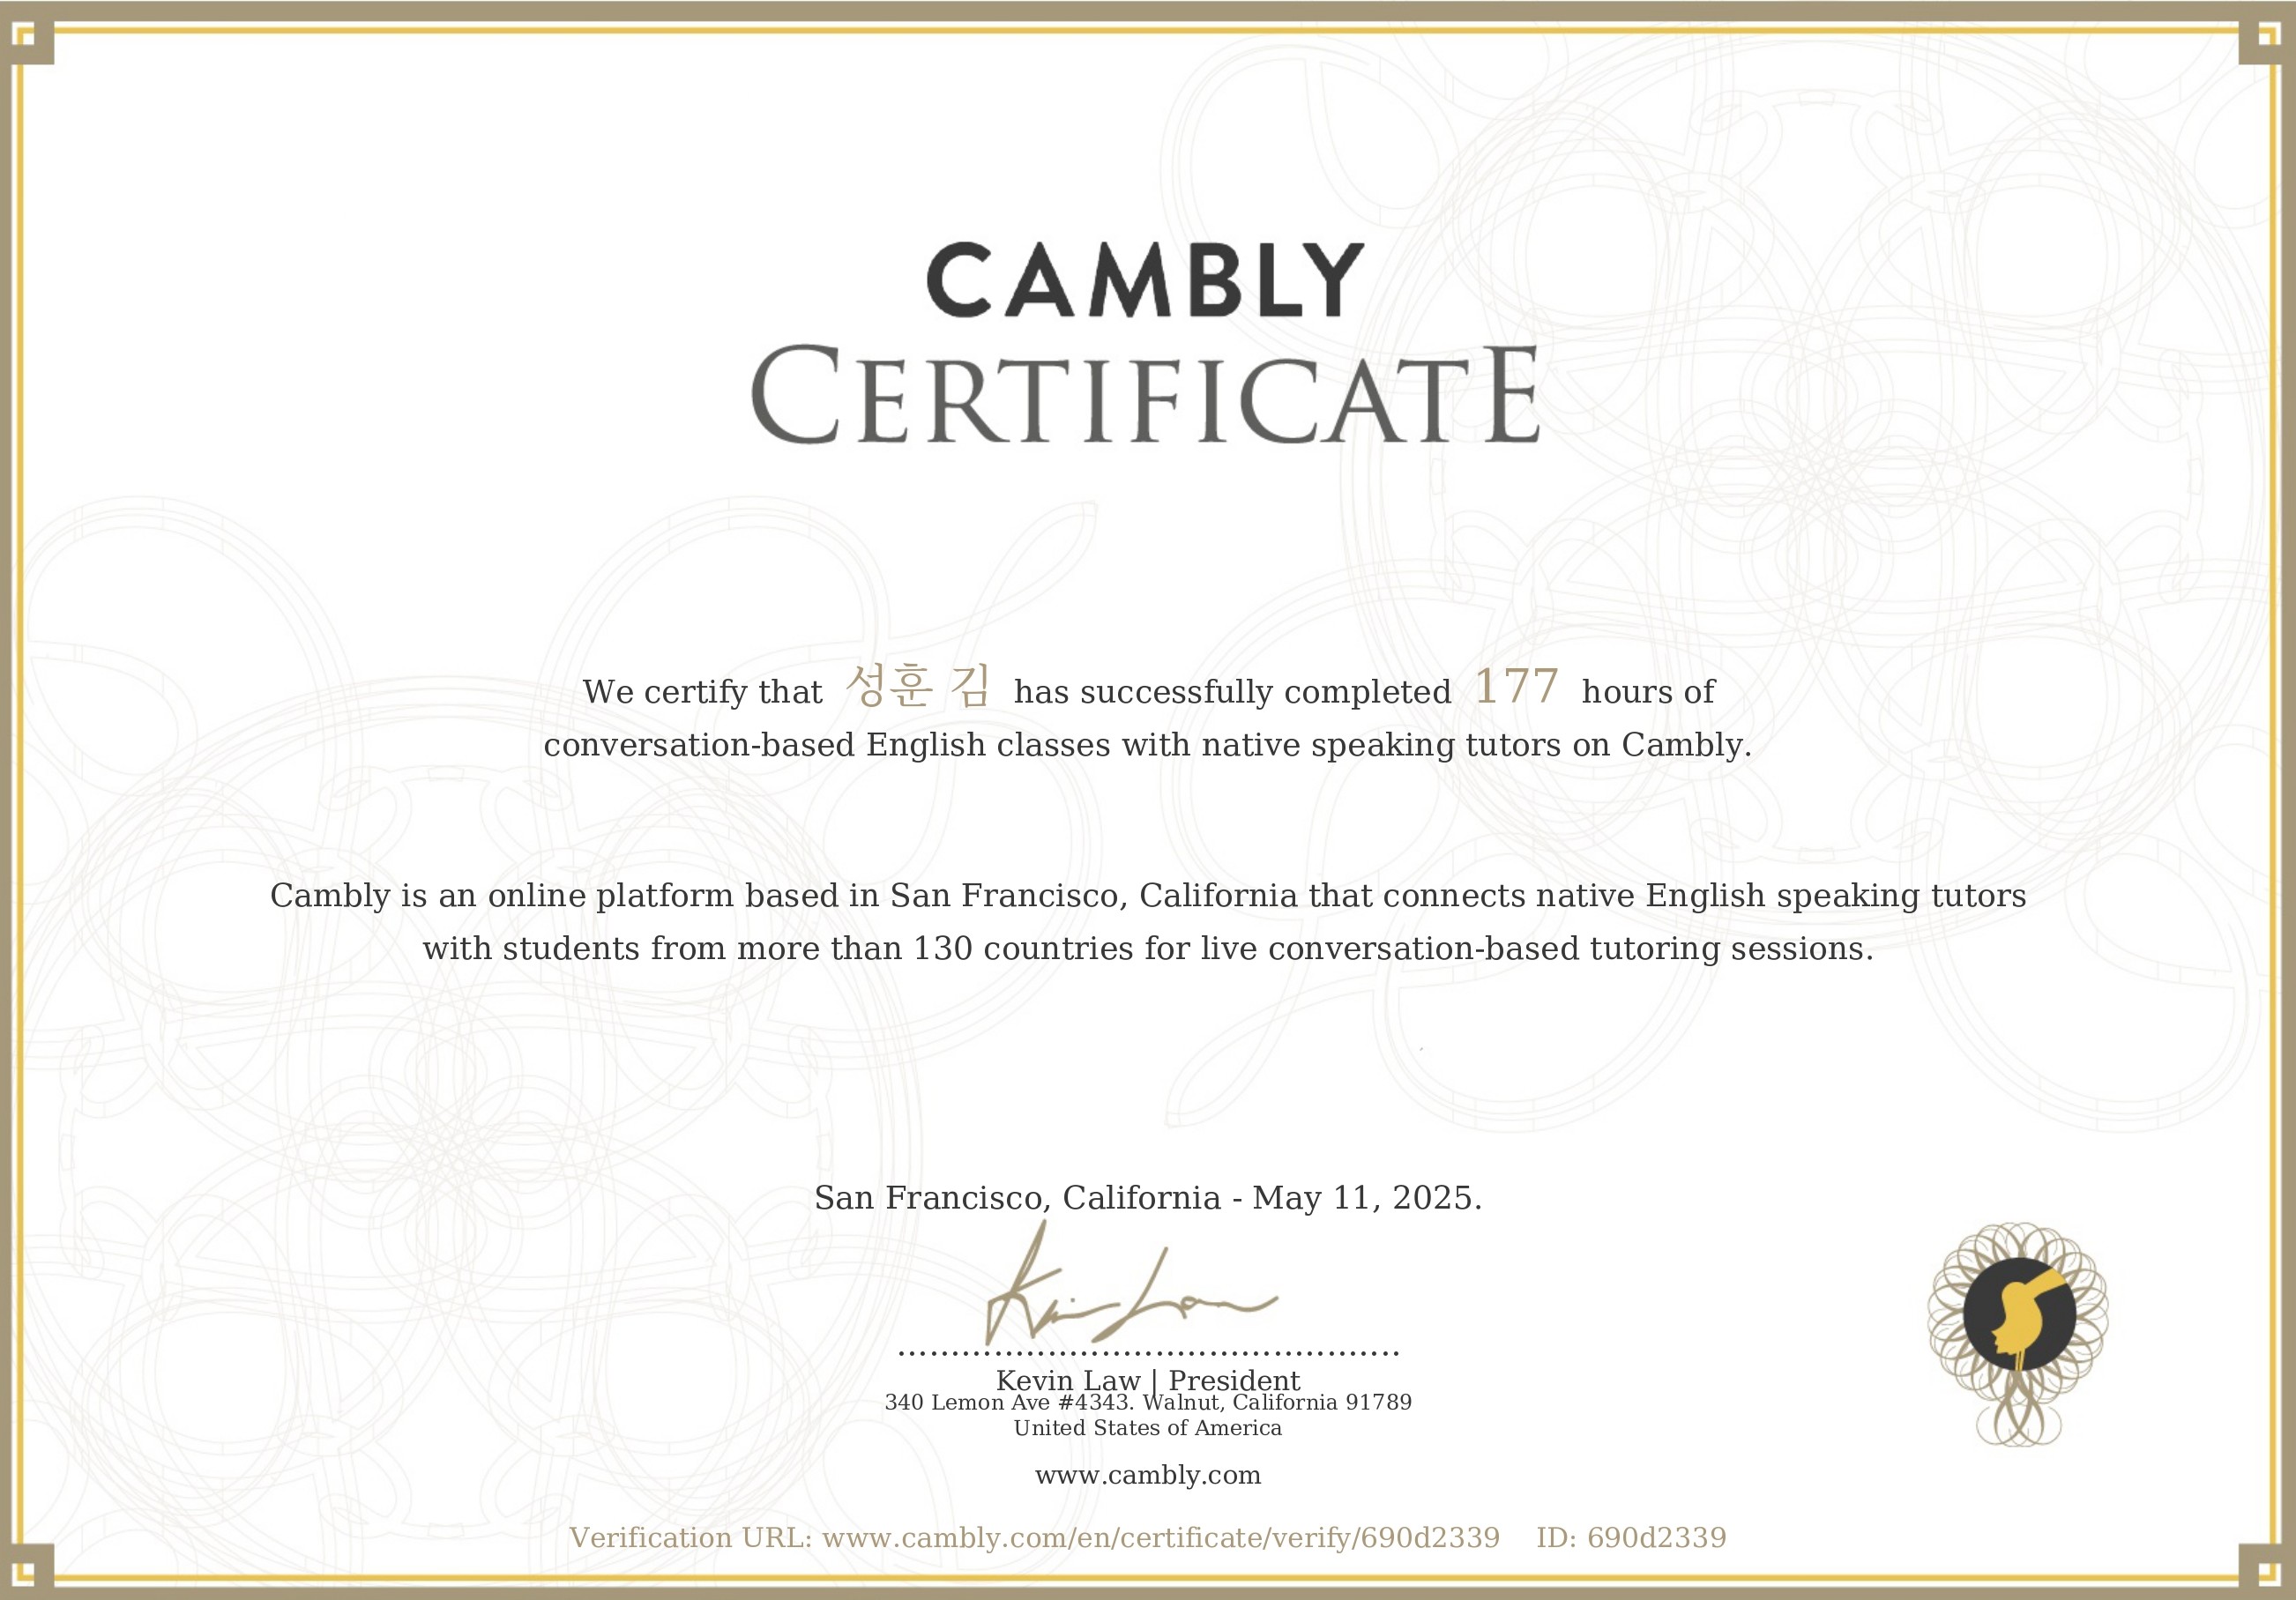 CAMBLY
CERTIFICATE
We certify that 성훈 김 has successfully completed 177 hours of
conversation-based English classes with native speaking tutors on Cambly.
Cambly is an online platform based in San Francisco, California that connects native English speaking tutors
with students from more than 130 countries for live conversation-based tutoring sessions.
San Francisco, California - May 11, 2025.
Kevin Law
Kevin Law | President
340 Lemon Ave #4343. Walnut, California 91789
United States of America
www.cambly.com
Verification URL: www.cambly.com/en/certificate/verify/690d2339 ID: 690d2339